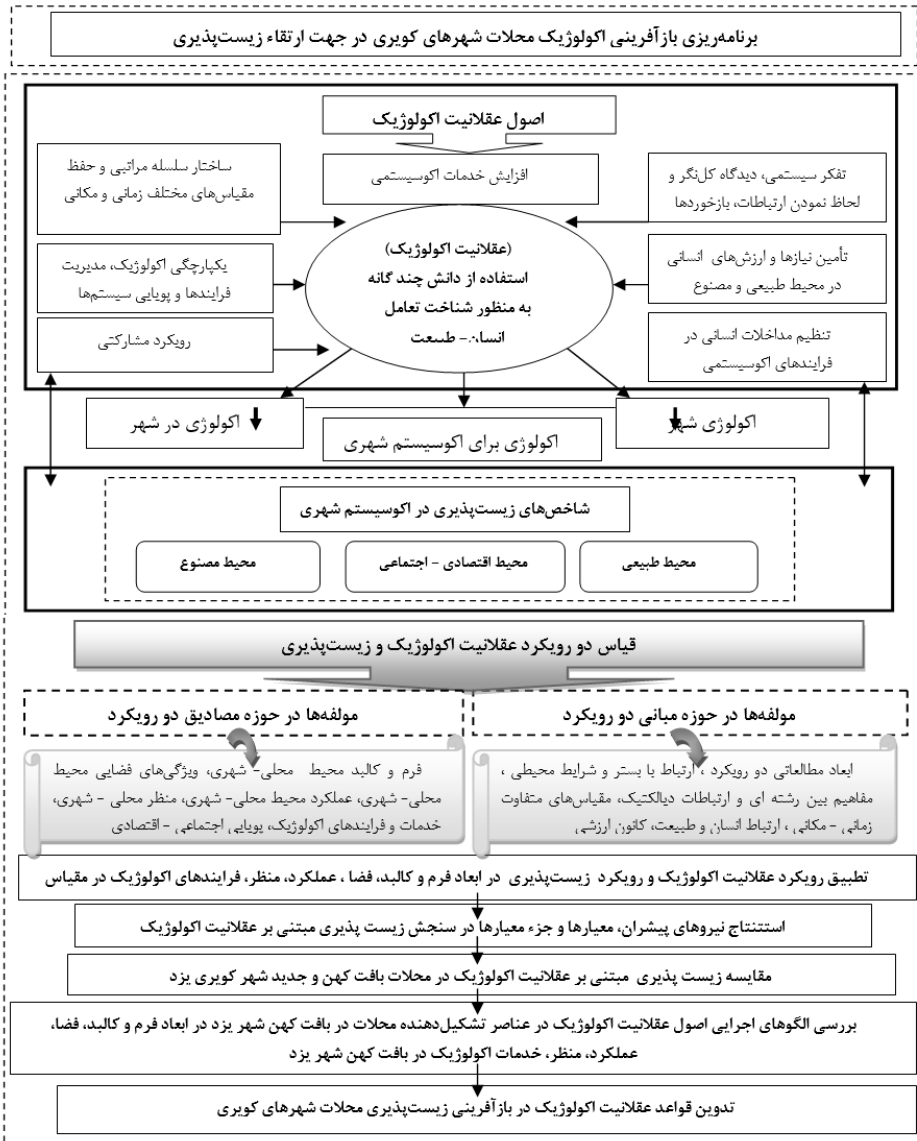 برنامه‌ریزی بازآفرینی اکولوژیک محلات شهرهای کویری در جهت ارتقاء زیست‌پذیری
اصول عقلانیت اکولوژیک
افزایش خدمات اکوسیستمی
تفکر سیستمی، دیدگاه کل‌نگر و
لحاظ نمودن ارتباطات، بازخوردها
ساختار سلسله مراتبی و حفظ
مقیاس‌های مختلف زمانی و مکانی
تأمین نیازها و ارزش‌های انسانی
در محیط طبیعی و مصنوع
(عقلانیت اکولوژیک)
استفاده از دانش چند گانه
به منظور شناخت تعامل
انسان- طبیعت
یکپارچگی اکولوژیک، مدیریت
فرایندها و پویایی سیستم‌ها
تنظیم مداخلات انسانی در
فرایندهای اکوسیستمی
رویکرد مشارکتی
اکولوژی شهر
اکولوژی برای اکوسیستم شهری
اکولوژی در شهر
شاخص‌های زیست‌پذیری در اکوسیستم شهری
محیط طبیعی
محیط اقتصادی - اجتماعی
محیط مصنوع
قیاس دو رویکرد عقلانیت اکولوژیک و زیست‌پذیری
مولفه‌ها در حوزه مبانی دو رویکرد
ابعاد مطالعاتی دو رویکرد ، ارتباط با بستر و شرایط محیطی ،
مفاهیم بین رشته ای و ارتباطات دیالکتیک، مقیاس‌های متفاوت
زمانی - مکانی ، ارتباط انسان و طبیعت، کانون ارزشی
مولفه‌ها در حوزه مصادیق دو رویکرد
فرم و کالبد محیط محلی- شهری، ویژگی‌های فضایی محیط
محلی- شهری، عملکرد محیط محلی- شهری، منظر محلی - شهری،
خدمات و فرایندهای اکولوژیک، پویایی اجتماعی - اقتصادی
تطبیق رویکرد عقلانیت اکولوژیک و رویکرد زیست‌پذیری در ابعاد فرم و کالبد، فضا ، عملکرد، منظر، فرایندهای اکولوژیک در مقیاس
استنتاج نیروهای پیشران، معیارها و جزء معیارها در سنجش زیست پذیری مبتنی بر عقلانیت اکولوژیک
مقایسه زیست پذیری مبتنی بر عقلانیت اکولوژیک در محلات بافت کهن و جدید شهر کویری یزد
بررسی الگوهای اجرایی اصول عقلانیت اکولوژیک در عناصر تشکیل‌دهنده محلات در بافت کهن شهر یزد در ابعاد فرم و کالبد، فضا،
عملکرد، منظر، خدمات اکولوژیک در بافت کهن شهر یزد
تدوین قواعد عقلانیت اکولوژیک در بازآفرینی زیست‌پذیری محلات شهرهای کویری